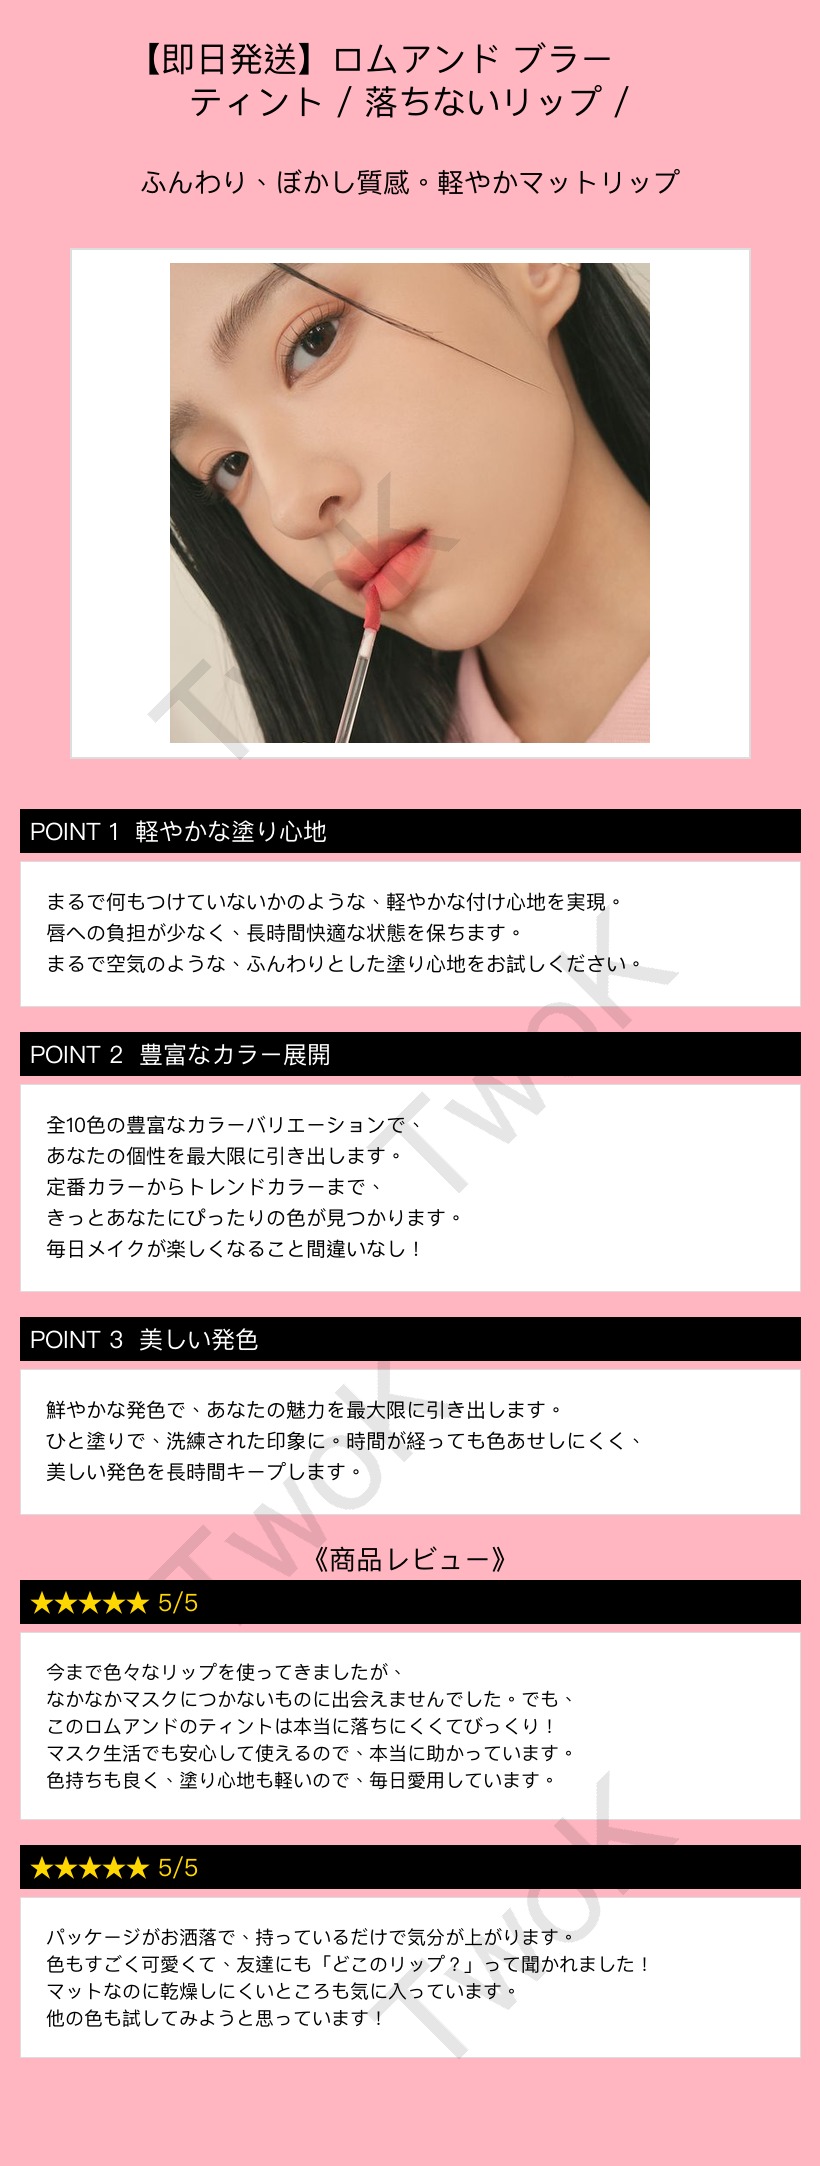 【即日発送】ロムアンド ブラー
ティント / 落ちないリップ /
ふんわり、ぼかし質感。軽やかマットリップ
TwoK
POINT 1 軽やかな塗り心地
まるで何もつけていないかのような、軽やかな付け心地を実現。
唇への負担が少なく、長時間快適な状態を保ちます。
まるで空気のような、ふんわりとした塗り心地をお試しください。
TwoK
POINT 2 豊富なカラー展開
全10色の豊富なカラーバリエーションで、
あなたの個性を最大限に引き出します。
定番カラーからトレンドカラーまで、
きっとあなたにぴったりの色が見つかります。
毎日メイクが楽しくなること間違いなし！
POINT 3 美しい発色
鮮やかな発色で、あなたの魅力を最大限に引き出します。
ひと塗りで、洗練された印象に。時間が経っても色あせしにくく、
美しい発色を長時間キープします。
TwoK
《商品レビュー》
★★★★★ 5/5
今まで色々なリップを使ってきましたが、
なかなかマスクにつかないものに出会えませんでした。でも、
このロムアンドのティントは本当に落ちにくくてびっくり！
マスク生活でも安心して使えるので、本当に助かっています。
色持ちも良く、塗り心地も軽いので、毎日愛用しています。
★★★★★ 5/5
パッケージがお洒落で、持っているだけで気分が上がります。
色もすごく可愛くて、友達にも「どこのリップ？」って聞かれました！
マットなのに乾燥しにくいところも気に入っています。
他の色も試してみようと思っています！
TwoK